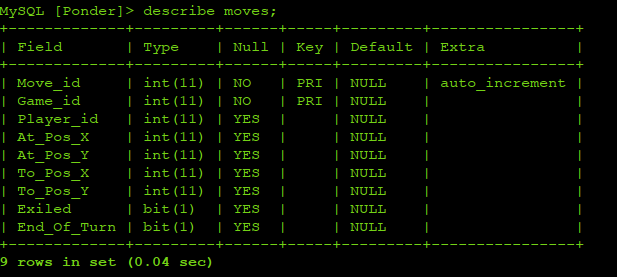 MySQL [Ponder]> describe moves;
+-------------+---------+------+-----+---------+----------------+
| Field       | Type    | Null | Key | Default | Extra          |
+-------------+---------+------+-----+---------+----------------+
| Move_id     | int(11) | NO   | PRI | NULL    | auto_increment |
| Game_id     | int(11) | NO   | PRI | NULL    |                |
| Player_id   | int(11) | YES  |     | NULL    |                |
| At_Pos_X    | int(11) | YES  |     | NULL    |                |
| At_Pos_Y    | int(11) | YES  |     | NULL    |                |
| To_Pos_X    | int(11) | YES  |     | NULL    |                |
| To_Pos_Y    | int(11) | YES  |     | NULL    |                |
| Exiled      | bit(1)  | YES  |     | NULL    |                |
| End_Of_Turn | bit(1)  | YES  |     | NULL    |                |
+-------------+---------+------+-----+---------+----------------+
9 rows in set (0.04 sec)